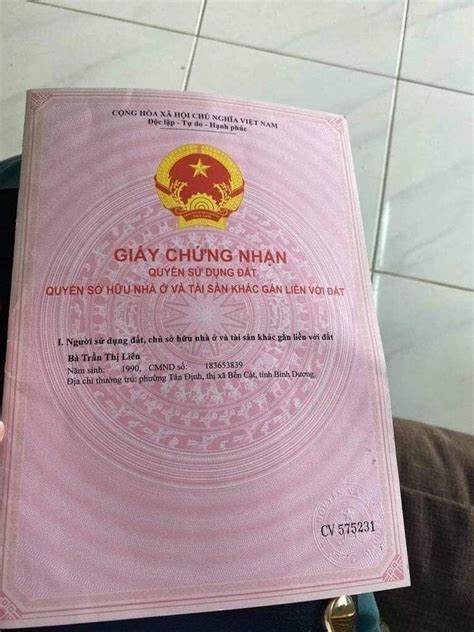 CỘNG HÒA XÃ HỘI CHỦ NGHĨA VIỆT NAM
Độc lập - Tự do - Hạnh phúc
GIẤY CHỨNG NHẬN
QUYỀN SỬ DỤNG ĐẤT
QUYỀN SỞ HỮU NHÀ Ở VÀ TÀI SẢN KHÁC GẮN LIỀN VỚI ĐẤT
I. Người sử dụng đất, chủ sở hữu nhà ở và tài sản khác gắn liền với đất
Bà Trần Thị Liên
Năm sinh: 1990, CMND số: 183653839
Địa chỉ thường trú: phường Tân Định, thị xã Bến Cát, tỉnh Bình Dương.
CV 575231